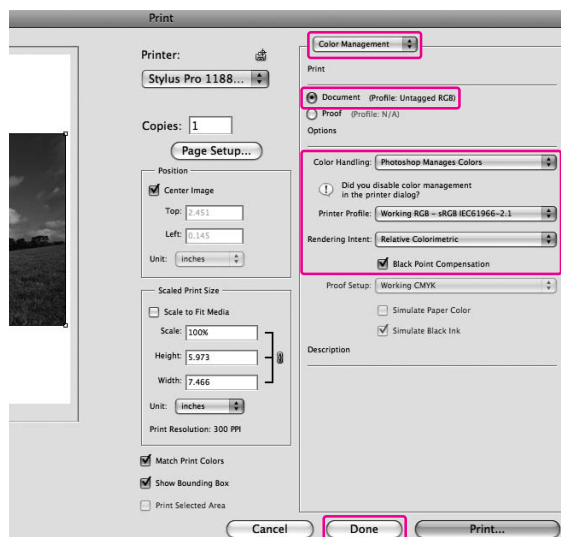 Print
Printer:
Stylus Pro 1188...
Copies: 1
Page Setup...
Position
Center Image
Top: 2.451
Left: 0.145
Unit: inches
Scaled Print Size
Scale to Fit Media
Scale: 100%
Height: 5.973
Width: 7.466
Unit: inches
Print Resolution: 300 PPI
Match Print Colors
Show Bounding Box
Print Selected Area
Color Management
Print
Document (Profile: Untagged RGB)
Proof (Profile: N/A)
Options
Color Handling: Photoshop Manages Colors
Did you disable color management
in the printer dialog?
Printer Profile: Working RGB - sRGB IEC61966-2.1
Rendering Intent: Relative Colorimetric
Black Point Compensation
Proof Setup: Working CMYK
Simulate Paper Color
Simulate Black Ink
Description
Cancel
Done
Print...